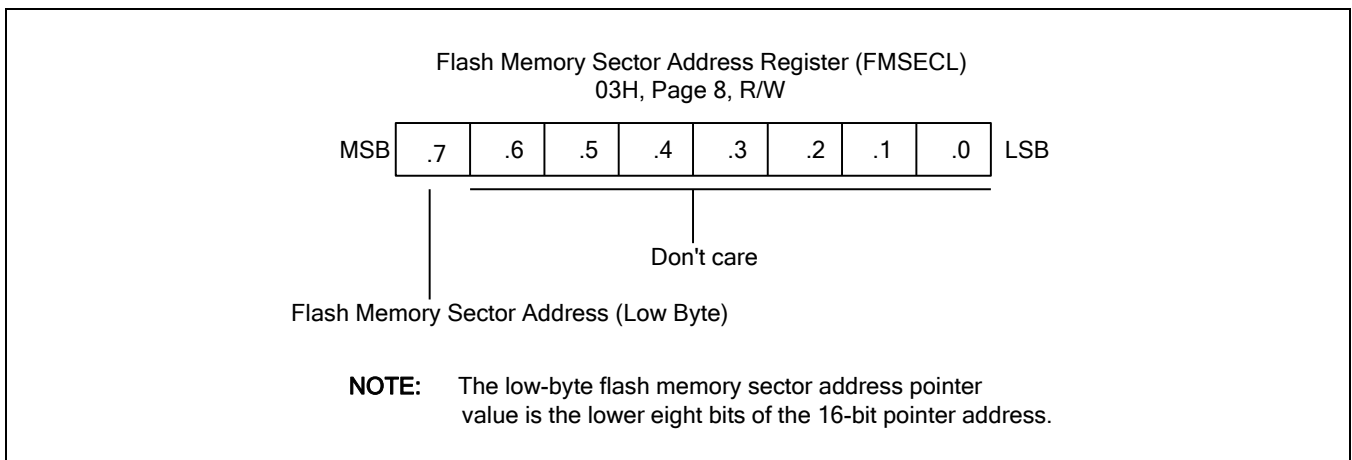 Flash Memory Sector Address Register (FMSECL)
03H, Page 8, R/W
MSB .7 .6 .5 .4 .3 .2 .1 .0 LSB
Don't care
Flash Memory Sector Address (Low Byte)
NOTE: The low-byte flash memory sector address pointer
value is the lower eight bits of the 16-bit pointer address.